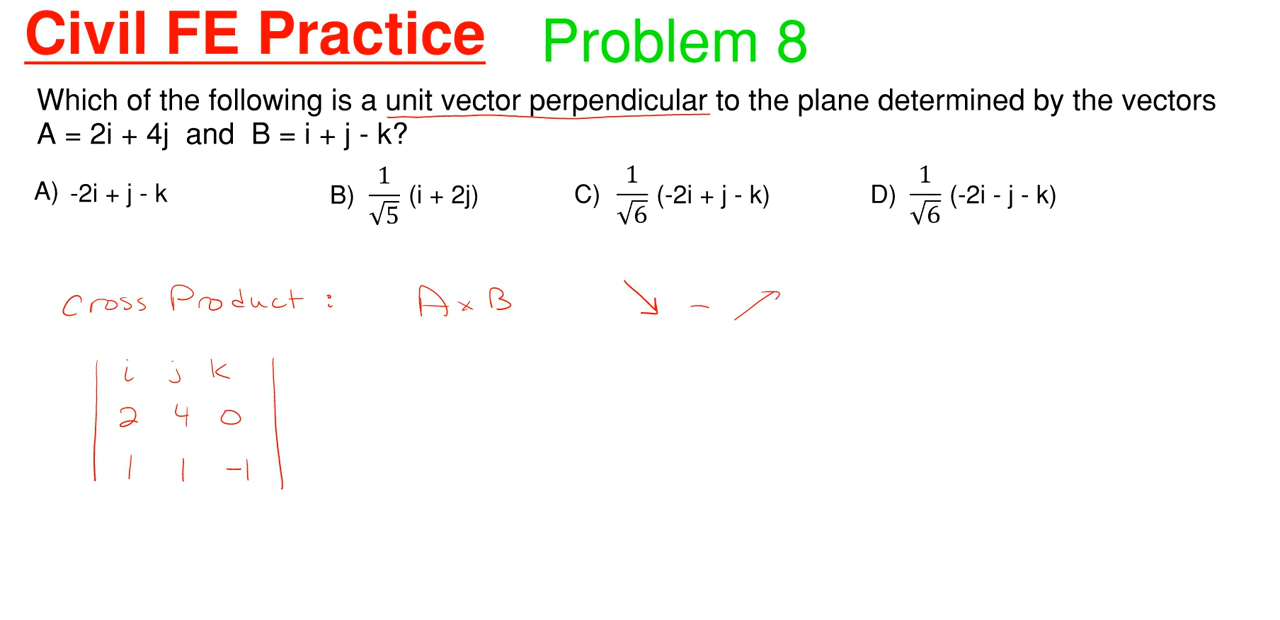 Civil FE Practice Problem 8
Which of the following is a unit vector perpendicular to the plane determined by the vectors
A = 2i + 4j and B = i + j - k?
A) -2i + j - k B) 1/√5 (i + 2j) C) 1/√6 (-2i + j - k) D) 1/√6 (-2i - j - k)
Cross Product : A × B ↘ - ↗
| i j k |
| 2 4 0 |
| 1 1 -1 |